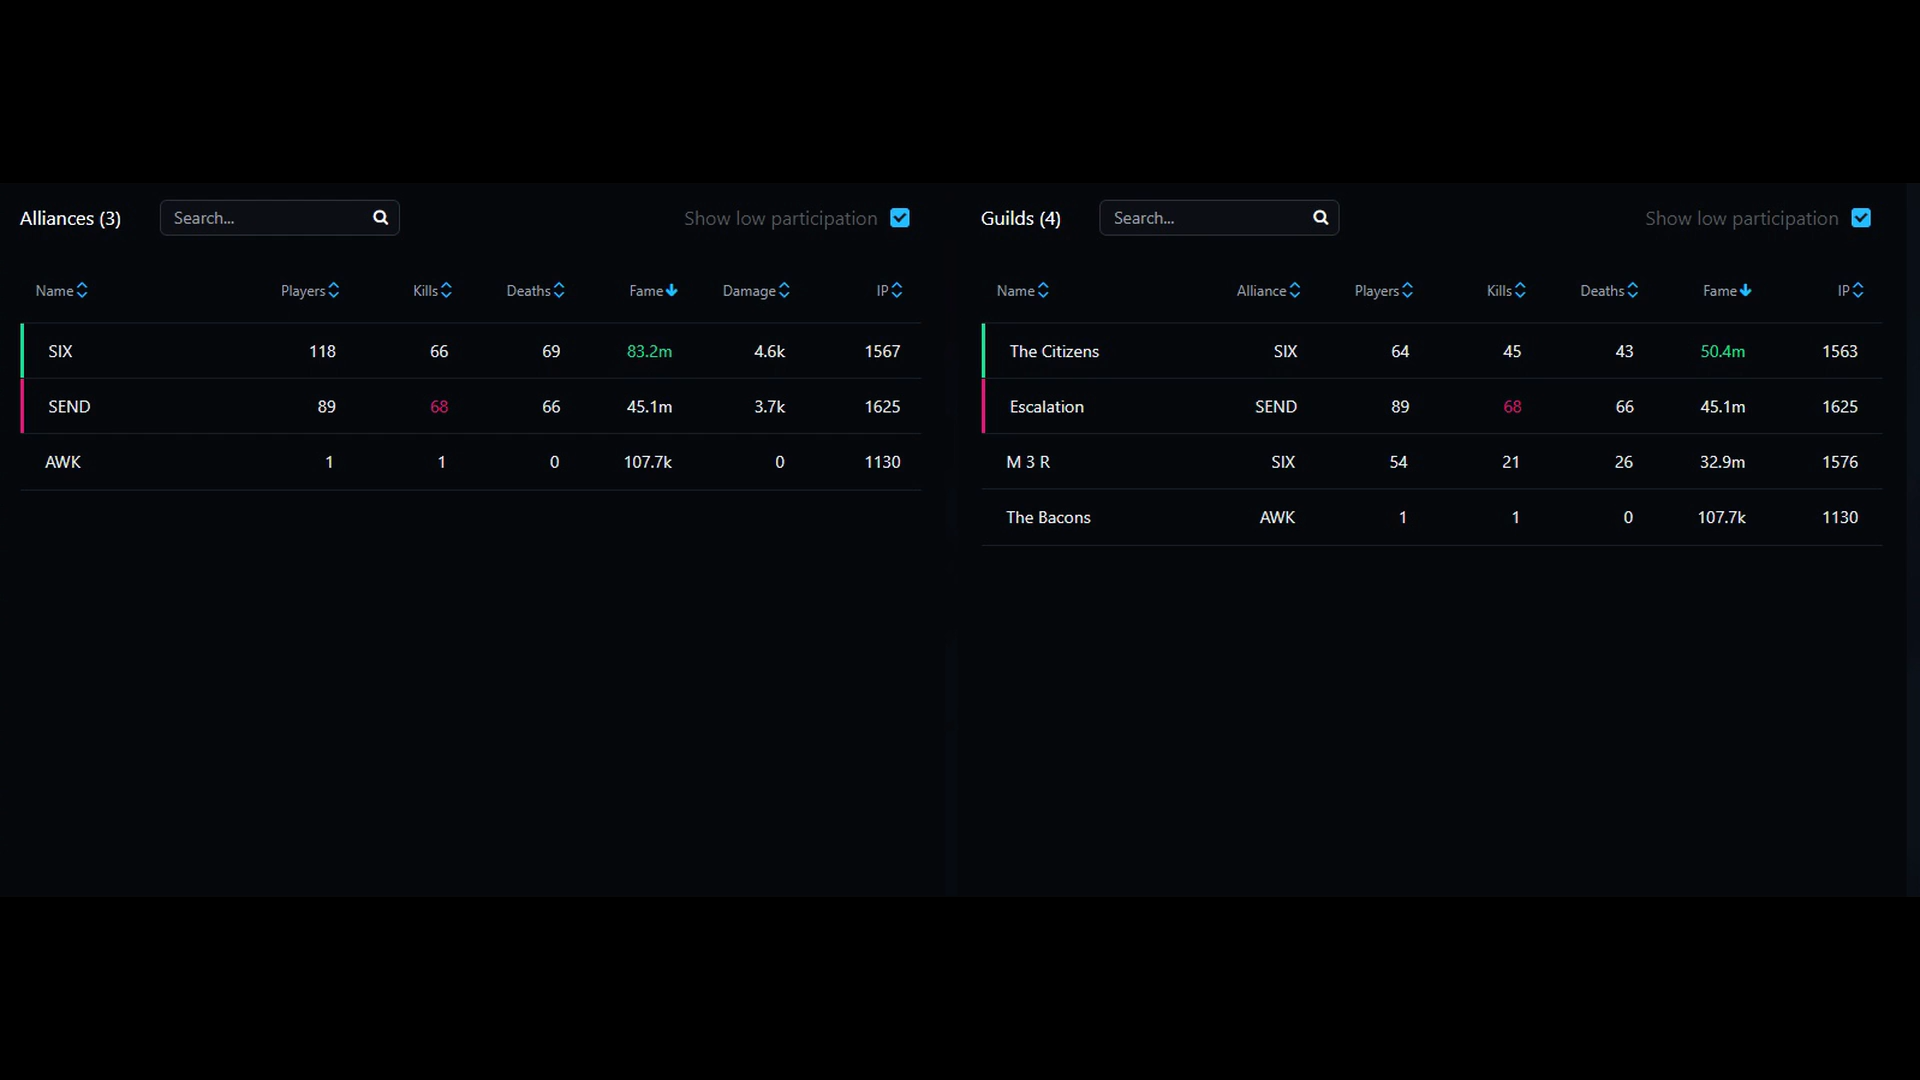 Alliances (3) Search... Show low participation
Name Players Kills Deaths Fame Damage IP
SIX 118 66 69 83.2m 4.6k 1567
SEND 89 68 66 45.1m 3.7k 1625
AWK 1 1 0 107.7k 0 1130
Guilds (4) Search... Show low participation
Name Alliance Players Kills Deaths Fame IP
The Citizens SIX 64 45 43 50.4m 1563
Escalation SEND 89 68 66 45.1m 1625
M 3 R SIX 54 21 26 32.9m 1576
The Bacons AWK 1 1 0 107.7k 1130